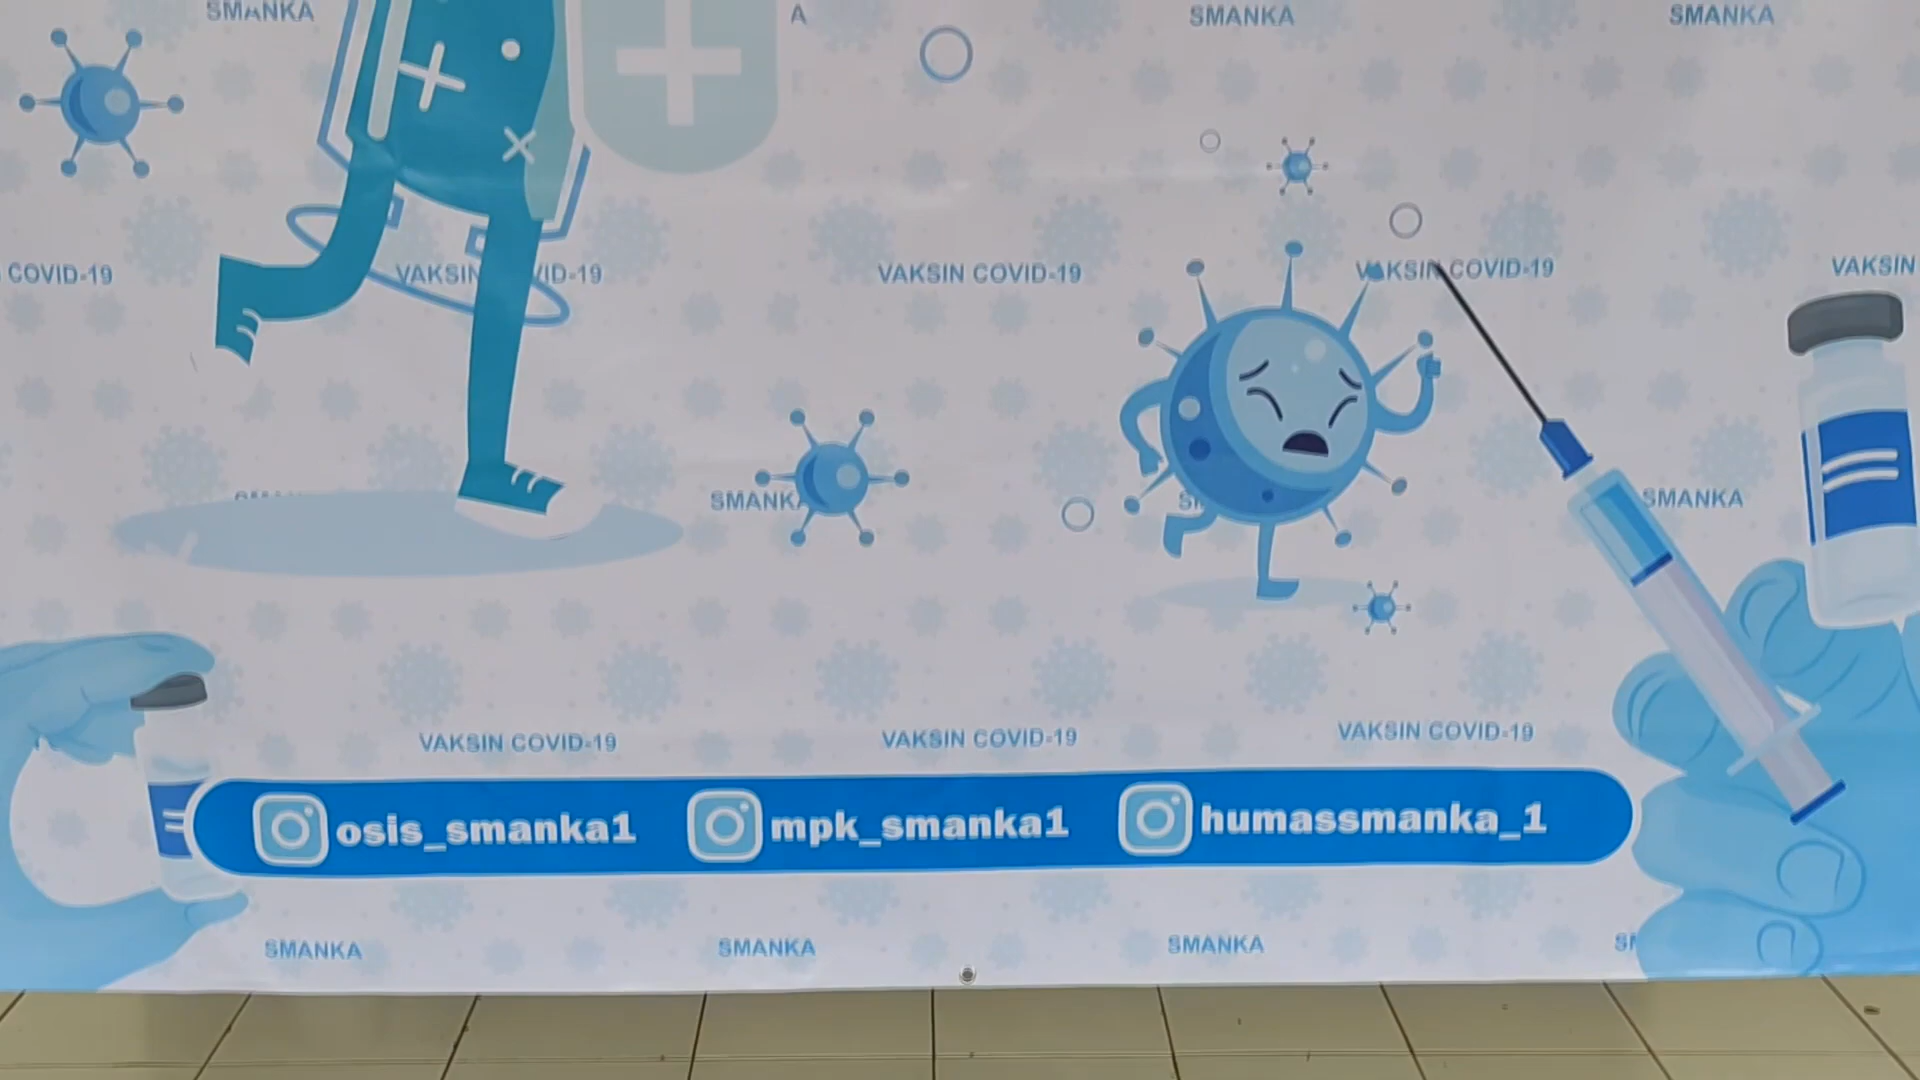 SMANKA
A
SMANKA
SMANKA
COVID-19
VAKSIN
VID-19
VAKSIN COVID-19
VAKSIN COVID-19
VAKSIN
SMANKA
SMANKA
VAKSIN COVID-19
VAKSIN COVID-19
VAKSIN COVID-19
osis_smanka1
mpk_smanka1
humassmanka_1
SMANKA
SMANKA
SMANKA